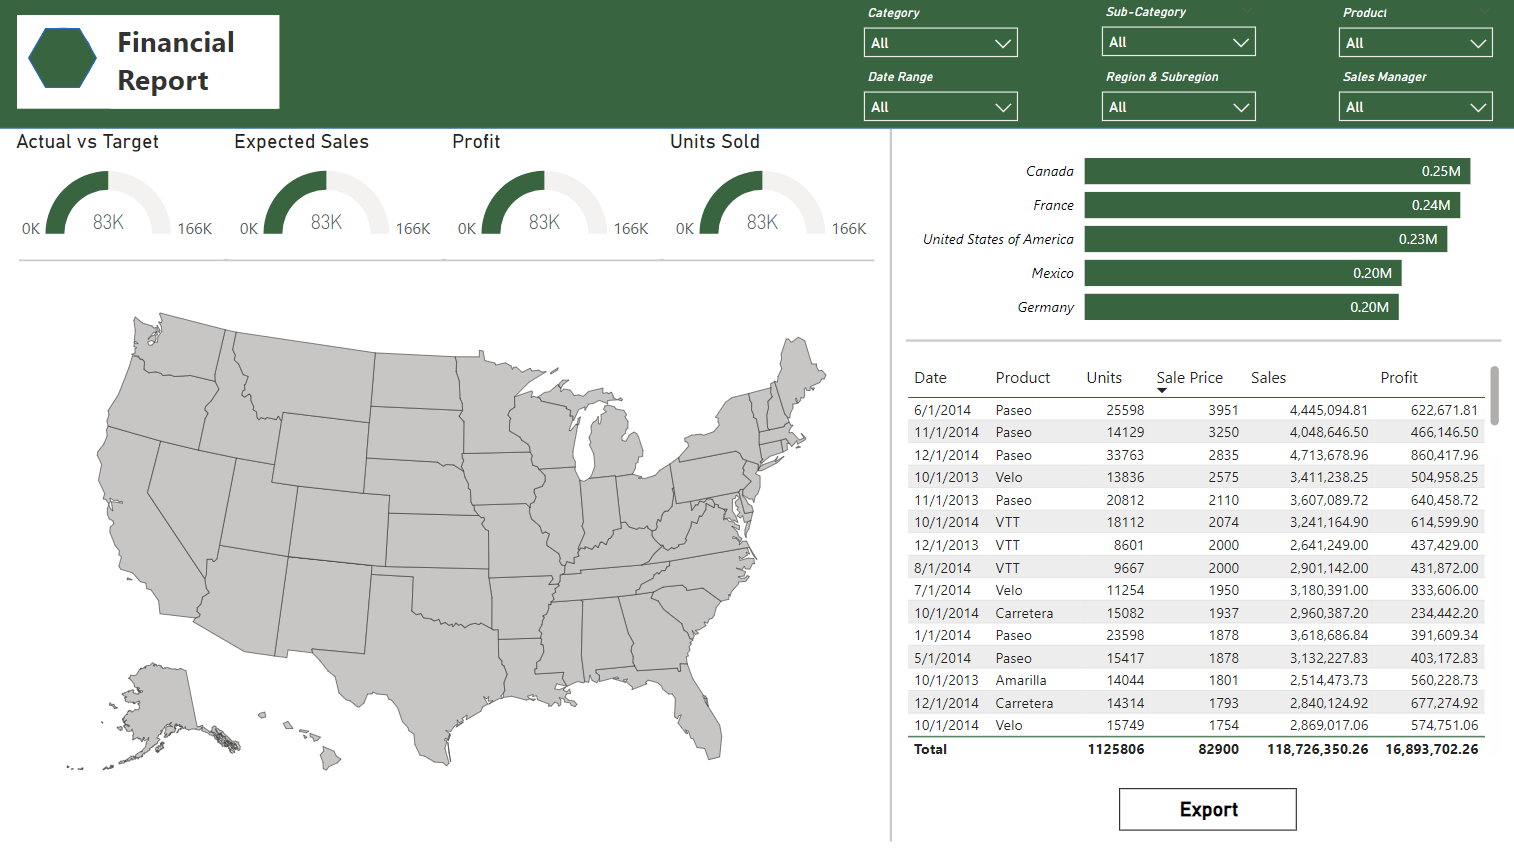 Financial
Report
Category
All
Sub-Category
All
Product
All
Date Range
All
Region & Subregion
All
Sales Manager
All
Actual vs Target
0K 83K 166K
Expected Sales
0K 83K 166K
Profit
0K 83K 166K
Units Sold
0K 83K 166K
Canada 0.25M
France 0.24M
United States of America 0.23M
Mexico 0.20M
Germany 0.20M
Date Product Units Sale Price Sales Profit
6/1/2014 Paseo 25598 3951 4,445,094.81 622,671.81
11/1/2014 Paseo 14129 3250 4,048,646.50 466,146.50
12/1/2014 Paseo 33763 2835 4,713,678.96 860,417.96
10/1/2013 Velo 13836 2575 3,411,238.25 504,958.25
11/1/2013 Paseo 20812 2110 3,607,089.72 640,458.72
10/1/2014 VTT 18112 2074 3,241,164.90 614,599.90
12/1/2013 VTT 8601 2000 2,641,249.00 437,429.00
8/1/2014 VTT 9667 2000 2,901,142.00 431,872.00
7/1/2014 Velo 11254 1950 3,180,391.00 333,606.00
10/1/2014 Carretera 15082 1937 2,960,387.20 234,442.20
1/1/2014 Paseo 23598 1878 3,618,686.84 391,609.34
5/1/2014 Paseo 15417 1878 3,132,227.83 403,172.83
10/1/2013 Amarilla 14044 1801 2,514,473.73 560,228.73
12/1/2014 Carretera 14314 1793 2,840,124.92 677,274.92
10/1/2014 Velo 15749 1754 2,869,017.06 574,751.06
Total 1125806 82900 118,726,350.26 16,893,702.26
Export